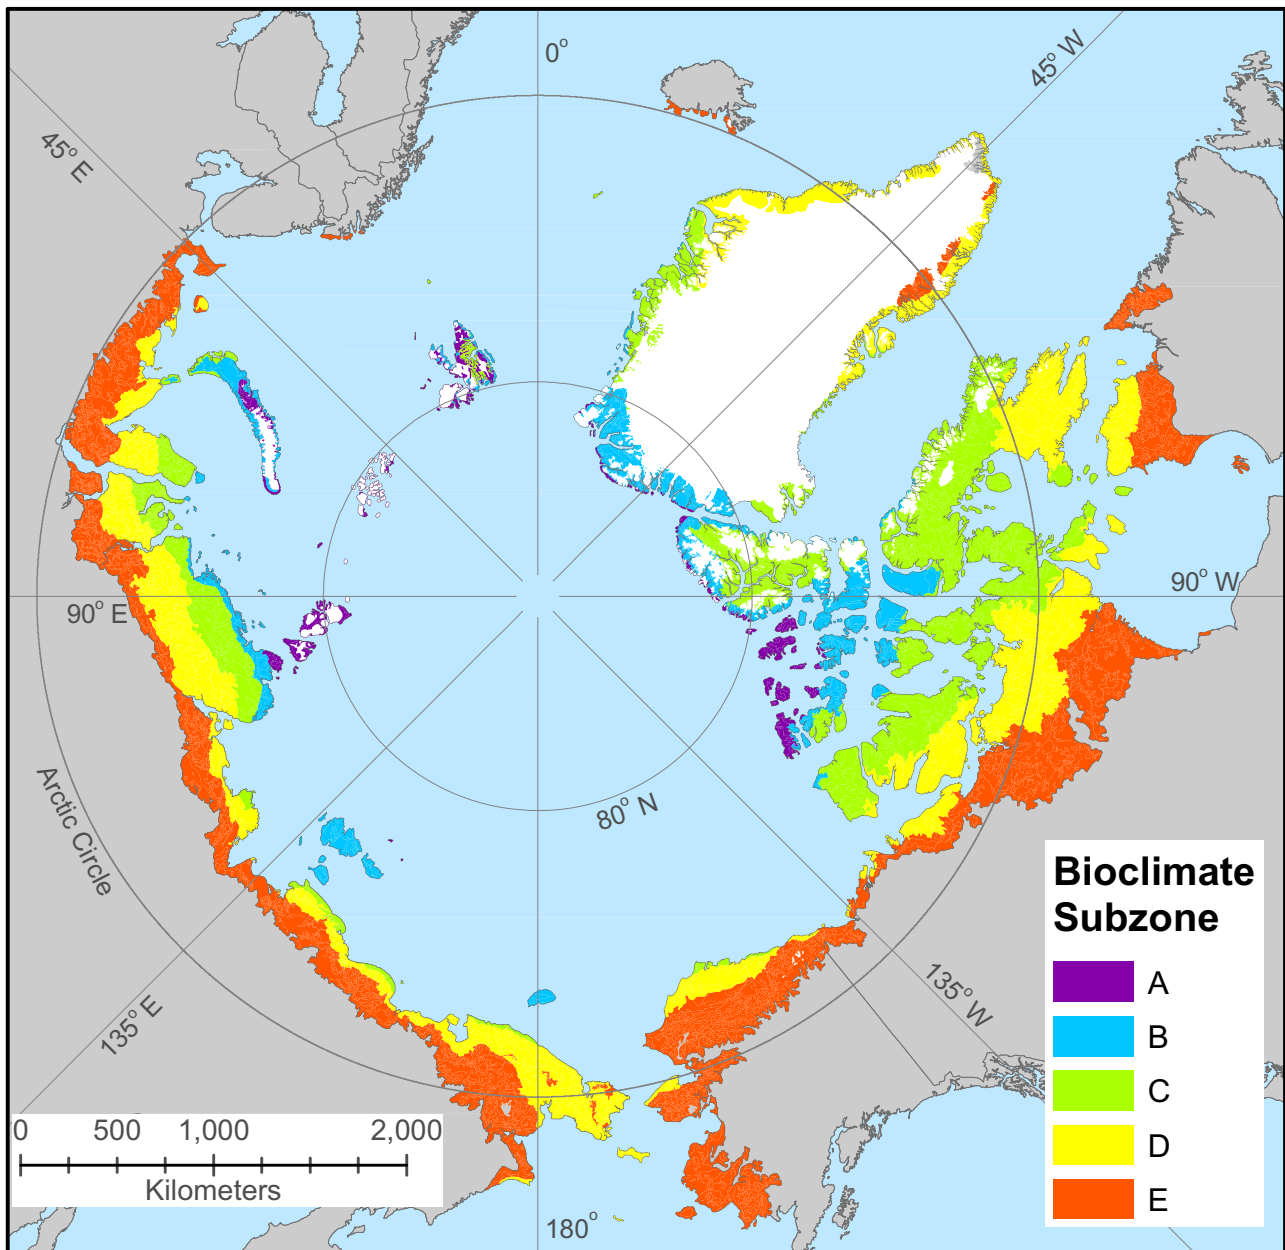 0°
45° W
45° E
90° E
90° W
80° N
Arctic Circle
135° E
135° W
180°
Bioclimate
Subzone
A
B
C
D
E
0 500 1,000 2,000
Kilometers